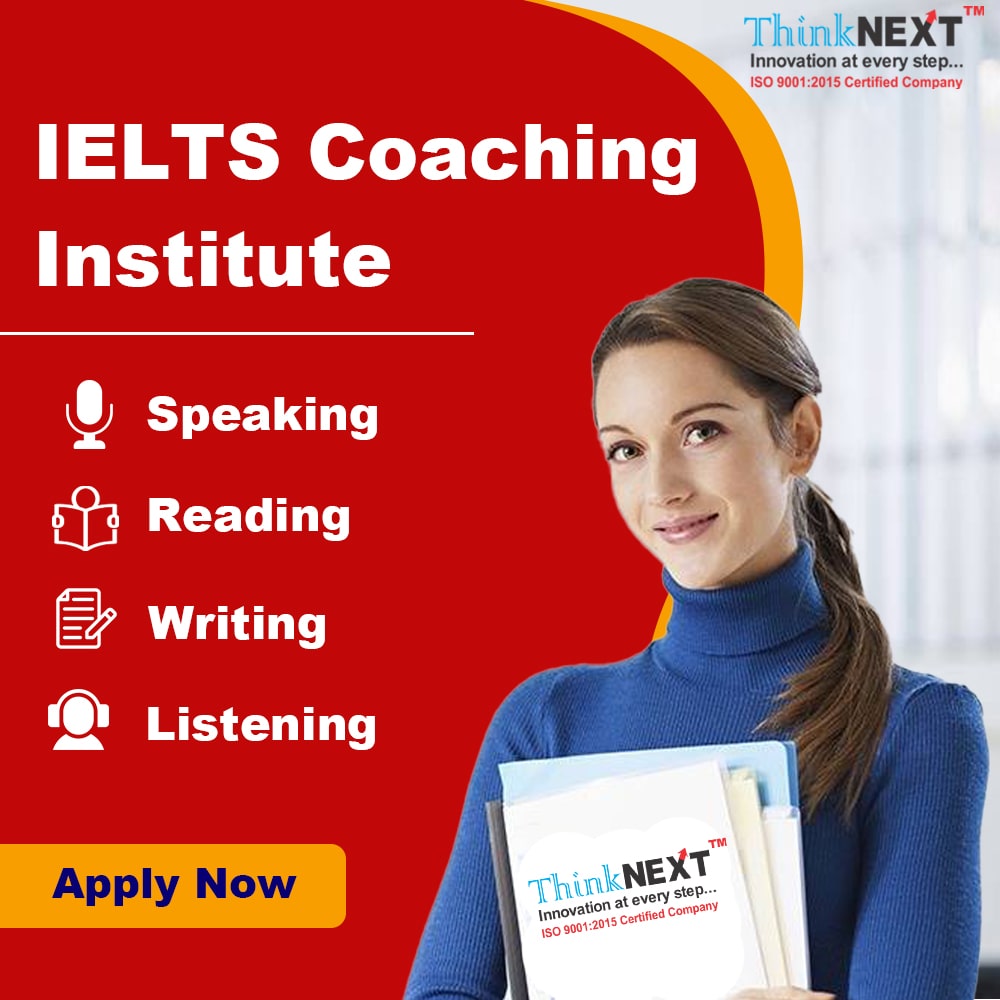 ThinkNEXT™
Innovation at every step...
ISO 9001:2015 Certified Company
IELTS Coaching
Institute
Speaking
Reading
Writing
Listening
Apply Now
ThinkNEXT™
Innovation at every step...
ISO 9001:2015 Certified Company